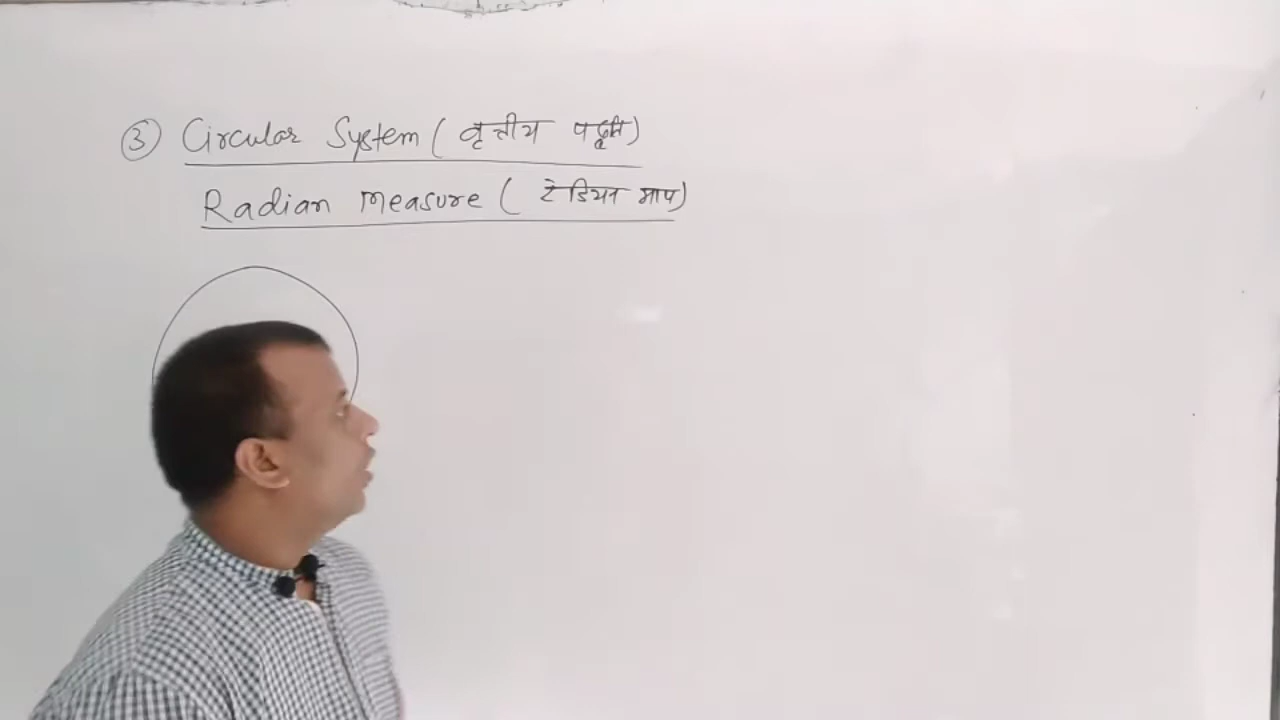 ③ Circular System ( वृत्तीय पद्धति )
Radian Measure ( रेडियन माप )